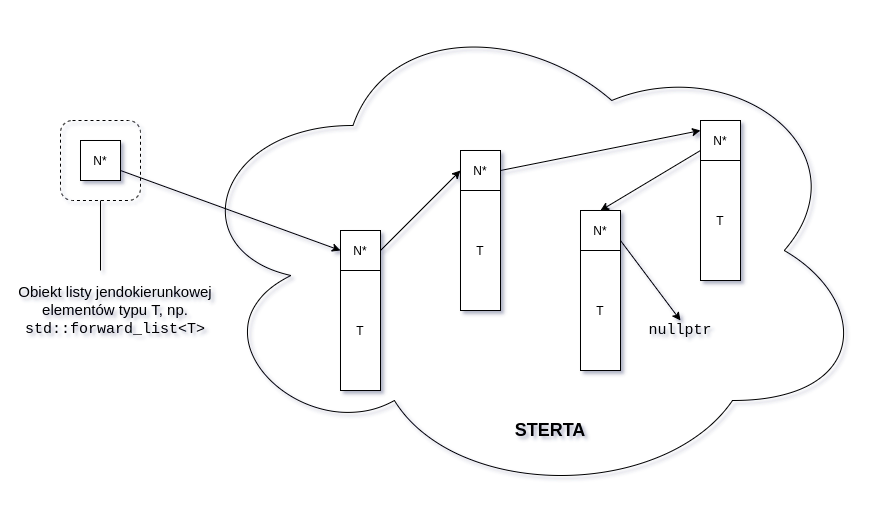 N*
Obiekt listy jendokierunkowej
elementów typu T, np.
std::forward_list<T>
N*
T
N*
T
N*
T
N*
T
nullptr
STERTA